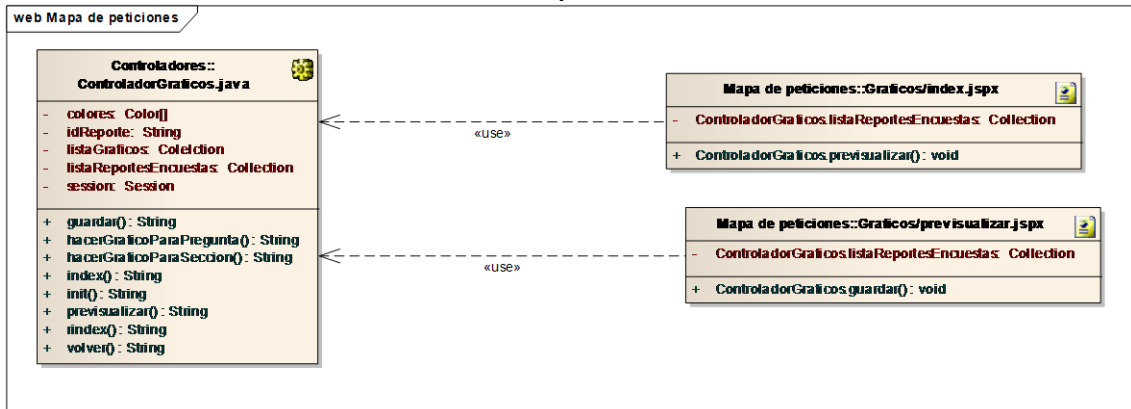 web Mapa de peticiones
Controladores::
ControladorGraficos.java
- colores: Color[]
- idReporte: String
- listaGraficos: Colelction
- listaReportesEncuestas: Collection
- session: Session
+ guardar() : String
+ hacerGraficoParaPregunta() : String
+ hacerGraficoParaSeccion() : String
+ index() : String
+ init() : String
+ previsualizar() : String
+ rindex() : String
+ volver() : String
«use»
Mapa de peticiones::Graficos/index.jspx
- ControladorGraficos.listaReportesEncuestas: Collection
+ ControladorGraficos.previsualizar() : void
«use»
Mapa de peticiones::Graficos/previsualizar.jspx
- ControladorGraficos.listaReportesEncuestas: Collection
+ ControladorGraficos.guardar() : void